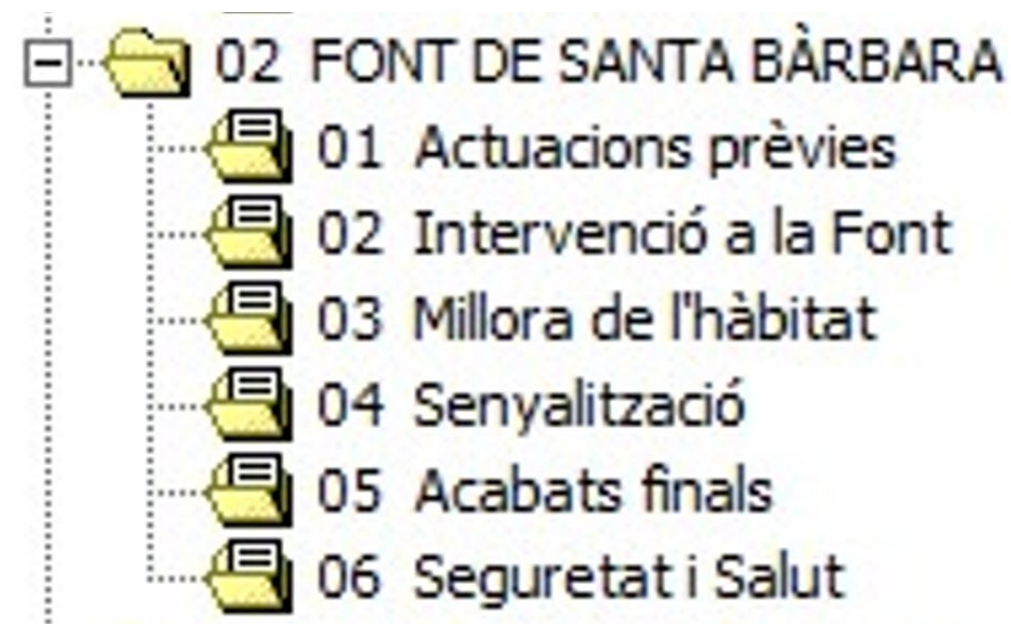 02 FONT DE SANTA BÀRBARA
01 Actuacions prèvies
02 Intervenció a la Font
03 Millora de l'hàbitat
04 Senyalització
05 Acabats finals
06 Seguretat i Salut